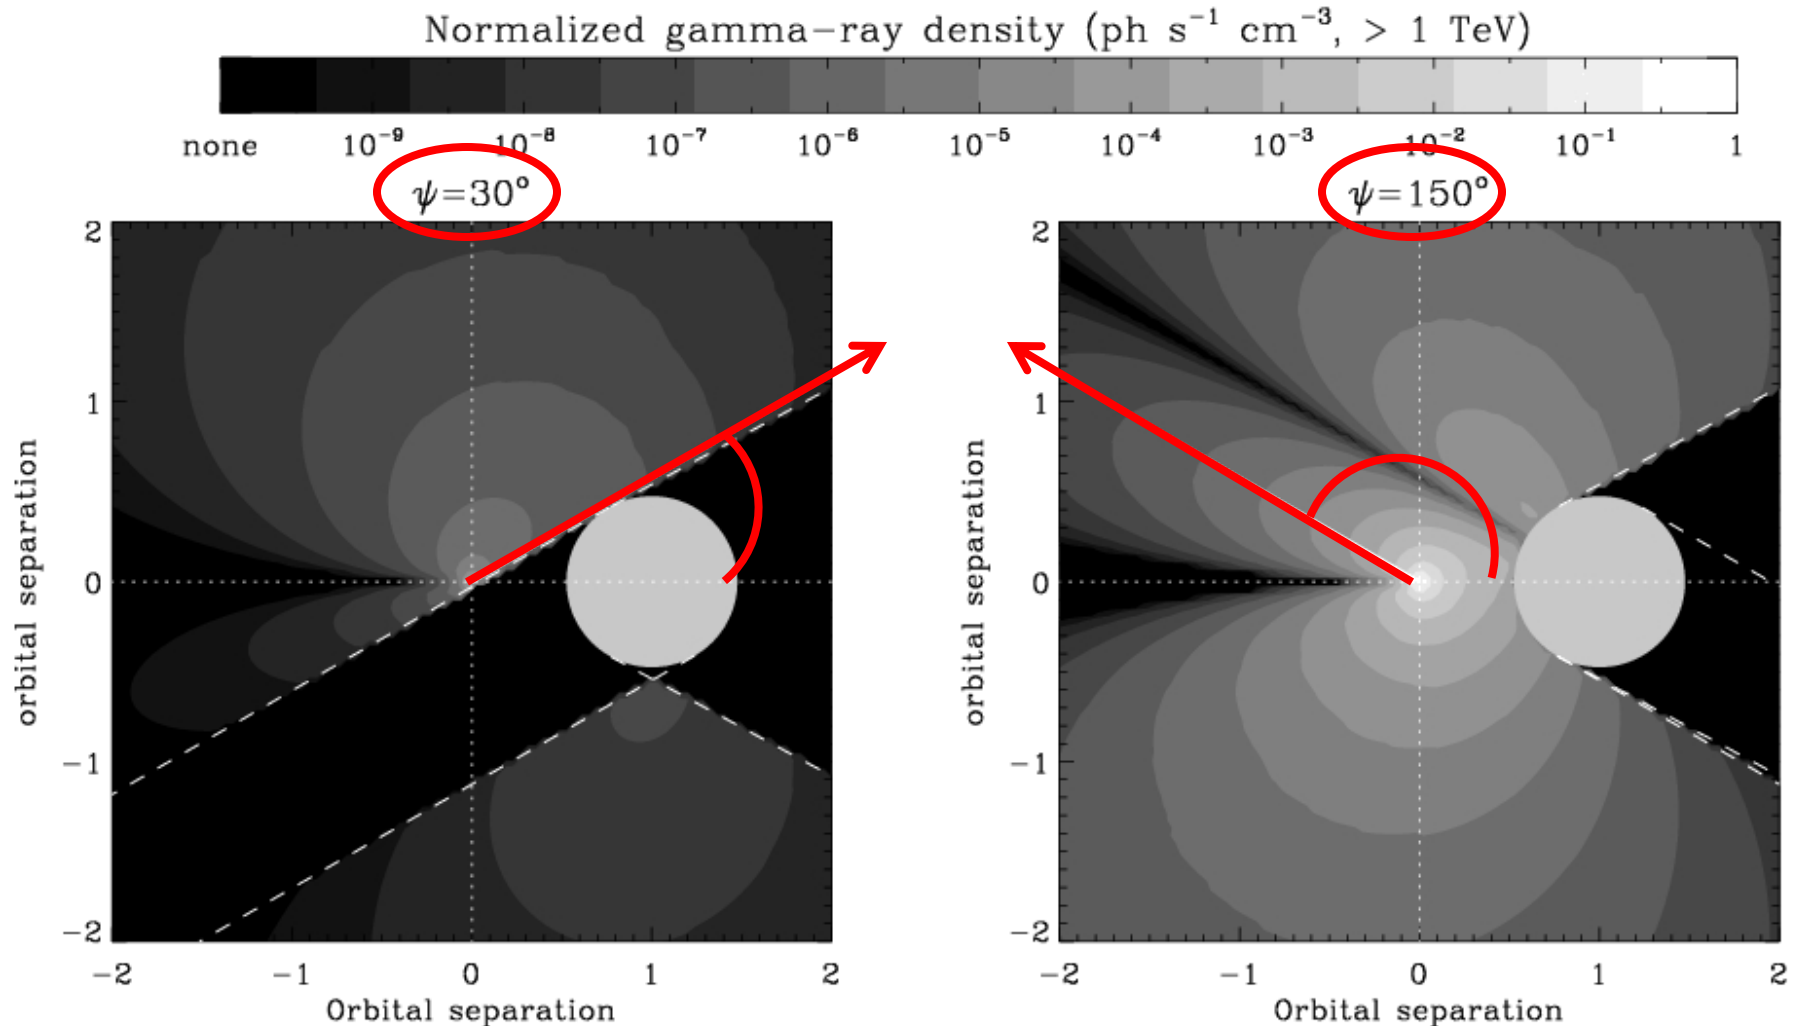 Normalized gamma-ray density (ph s⁻¹ cm⁻³, > 1 TeV)
none 10⁻⁹ 10⁻⁸ 10⁻⁷ 10⁻⁶ 10⁻⁵ 10⁻⁴ 10⁻³ 10⁻² 10⁻¹ 1
ψ=30°
ψ=150°
2
1
0
−1
−2
orbital separation
−2 −1 0 1 2
Orbital separation
2
1
0
−1
−2
orbital separation
−2 −1 0 1 2
Orbital separation